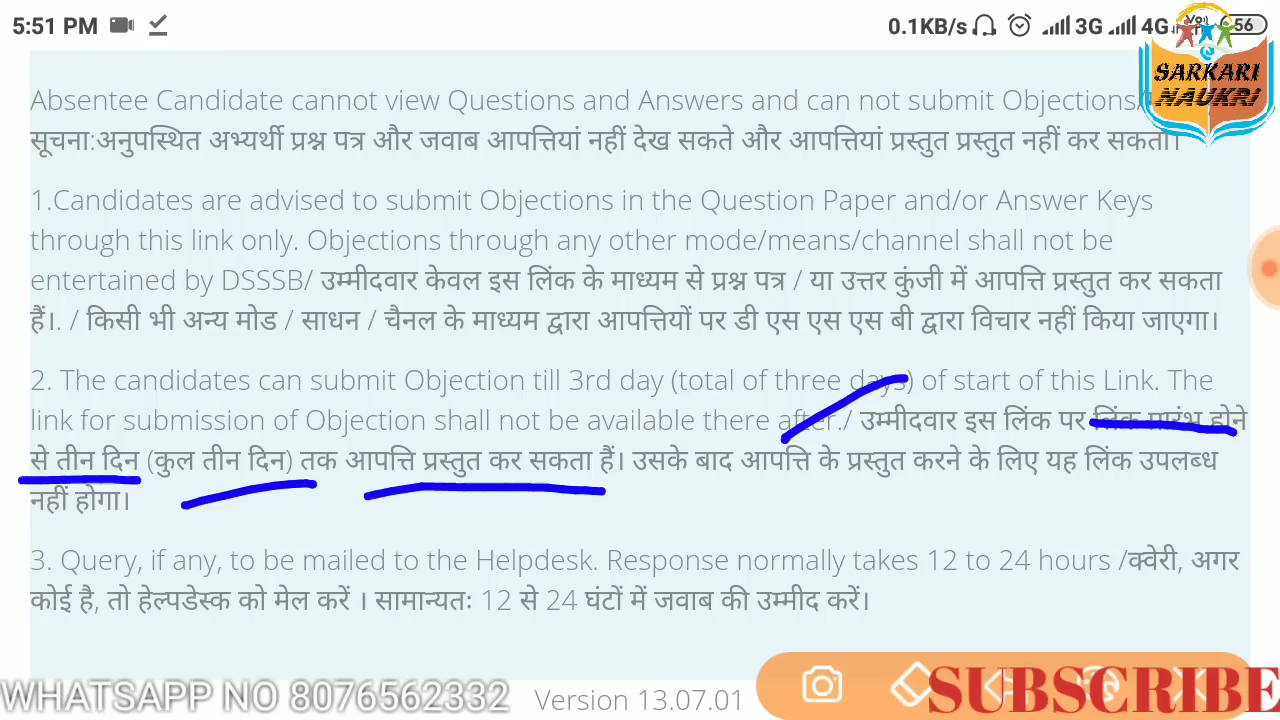 5:51 PM 0.1KB/s 3G 4G 56
SARKARI
NAUKRI
Absentee Candidate cannot view Questions and Answers and can not submit Objections/
सूचना:अनुपस्थित अभ्यर्थी प्रश्न पत्र और जवाब आपत्तियां नहीं देख सकते और आपत्तियां प्रस्तुत प्रस्तुत नहीं कर सकता।
1.Candidates are advised to submit Objections in the Question Paper and/or Answer Keys
through this link only. Objections through any other mode/means/channel shall not be
entertained by DSSSB/ उम्मीदवार केवल इस लिंक के माध्यम से प्रश्न पत्र / या उत्तर कुंजी में आपत्ति प्रस्तुत कर सकता
हैं।. / किसी भी अन्य मोड / साधन / चैनल के माध्यम द्वारा आपत्तियों पर डी एस एस एस बी द्वारा विचार नहीं किया जाएगा।
2. The candidates can submit Objection till 3rd day (total of three days) of start of this Link. The
link for submission of Objection shall not be available there after./ उम्मीदवार इस लिंक पर लिंक प्रारंभ होने
से तीन दिन (कुल तीन दिन) तक आपत्ति प्रस्तुत कर सकता हैं। उसके बाद आपत्ति के प्रस्तुत करने के लिए यह लिंक उपलब्ध
नहीं होगा।
3. Query, if any, to be mailed to the Helpdesk. Response normally takes 12 to 24 hours /क्वेरी, अगर
कोई है, तो हेल्पडेस्क को मेल करें । सामान्यतः 12 से 24 घंटों में जवाब की उम्मीद करें।
WHATSAPP NO 8076562332 Version 13.07.01 SUBSCRIBE